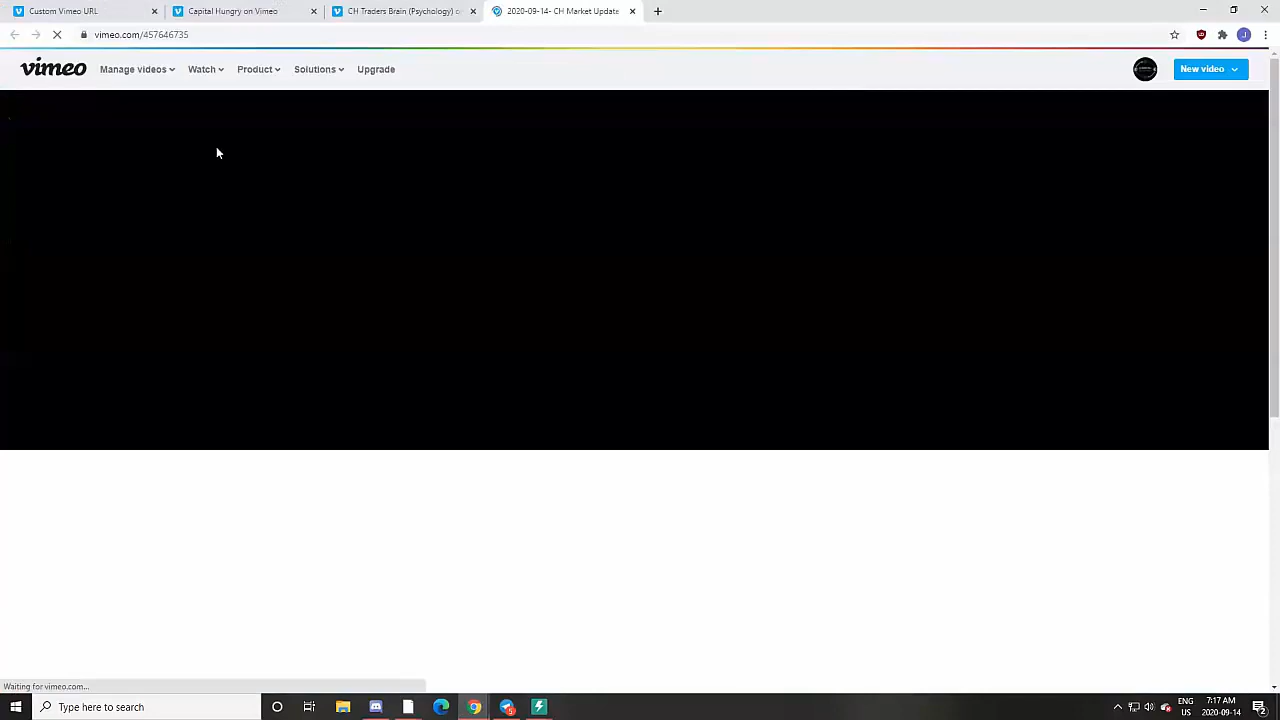 Custom Vimeo URL
Capital Hungry on Vimeo
CH Traders Brain (Psychology) o
2020-09-14- CH Market Update
vimeo.com/457646735
vimeo
Manage videos
Watch
Product
Solutions
Upgrade
New video
Waiting for vimeo.com...
Type here to search
5
ENG
US
7:17 AM
2020-09-14
2